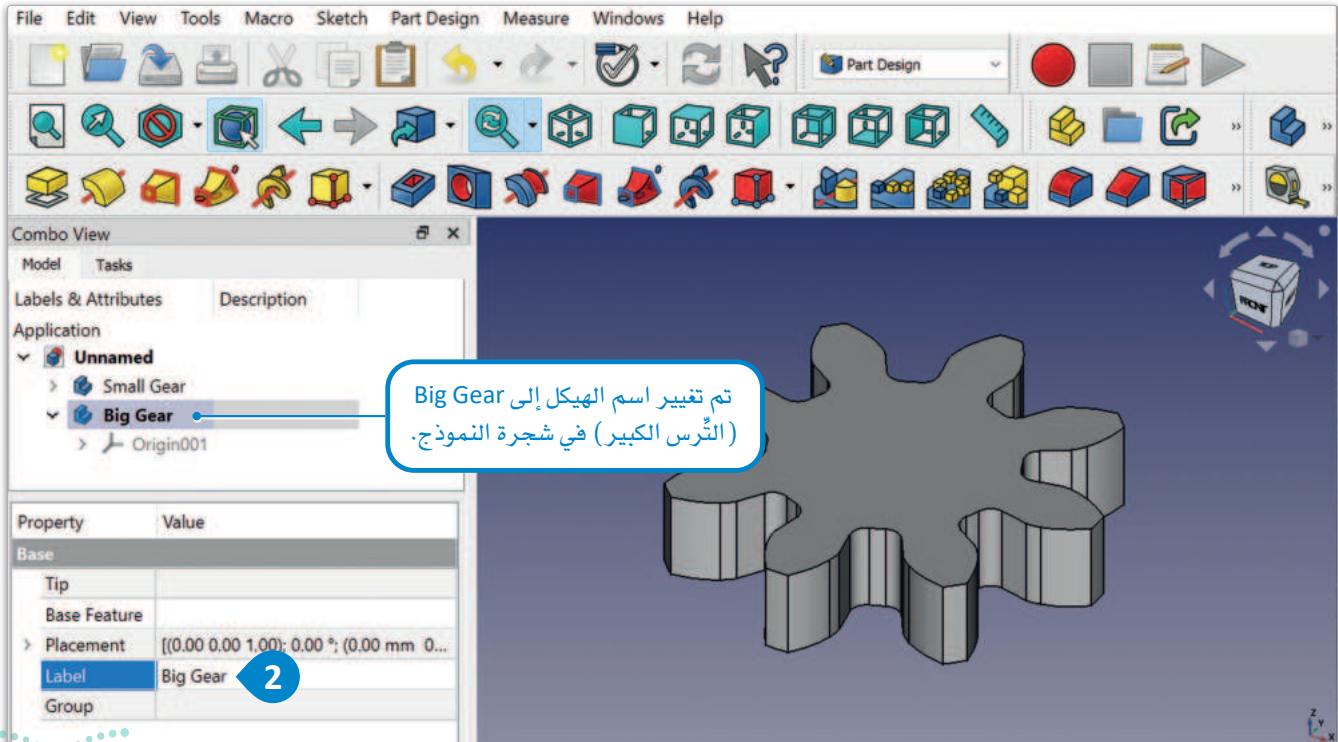 File Edit View Tools Macro Sketch Part Design Measure Windows Help
Part Design
Combo View
Model Tasks
Labels & Attributes Description
Application
Unnamed
Small Gear
Big Gear
Origin001
تم تغيير اسم الهيكل إلى Big Gear
(التِّرس الكبير) في شجرة النموذج.
Property Value
Base
Tip
Base Feature
Placement [(0.00 0.00 1.00); 0.00 °; (0.00 mm 0...
Label Big Gear 2
Group
TOP
FRONT
Z
Y
X